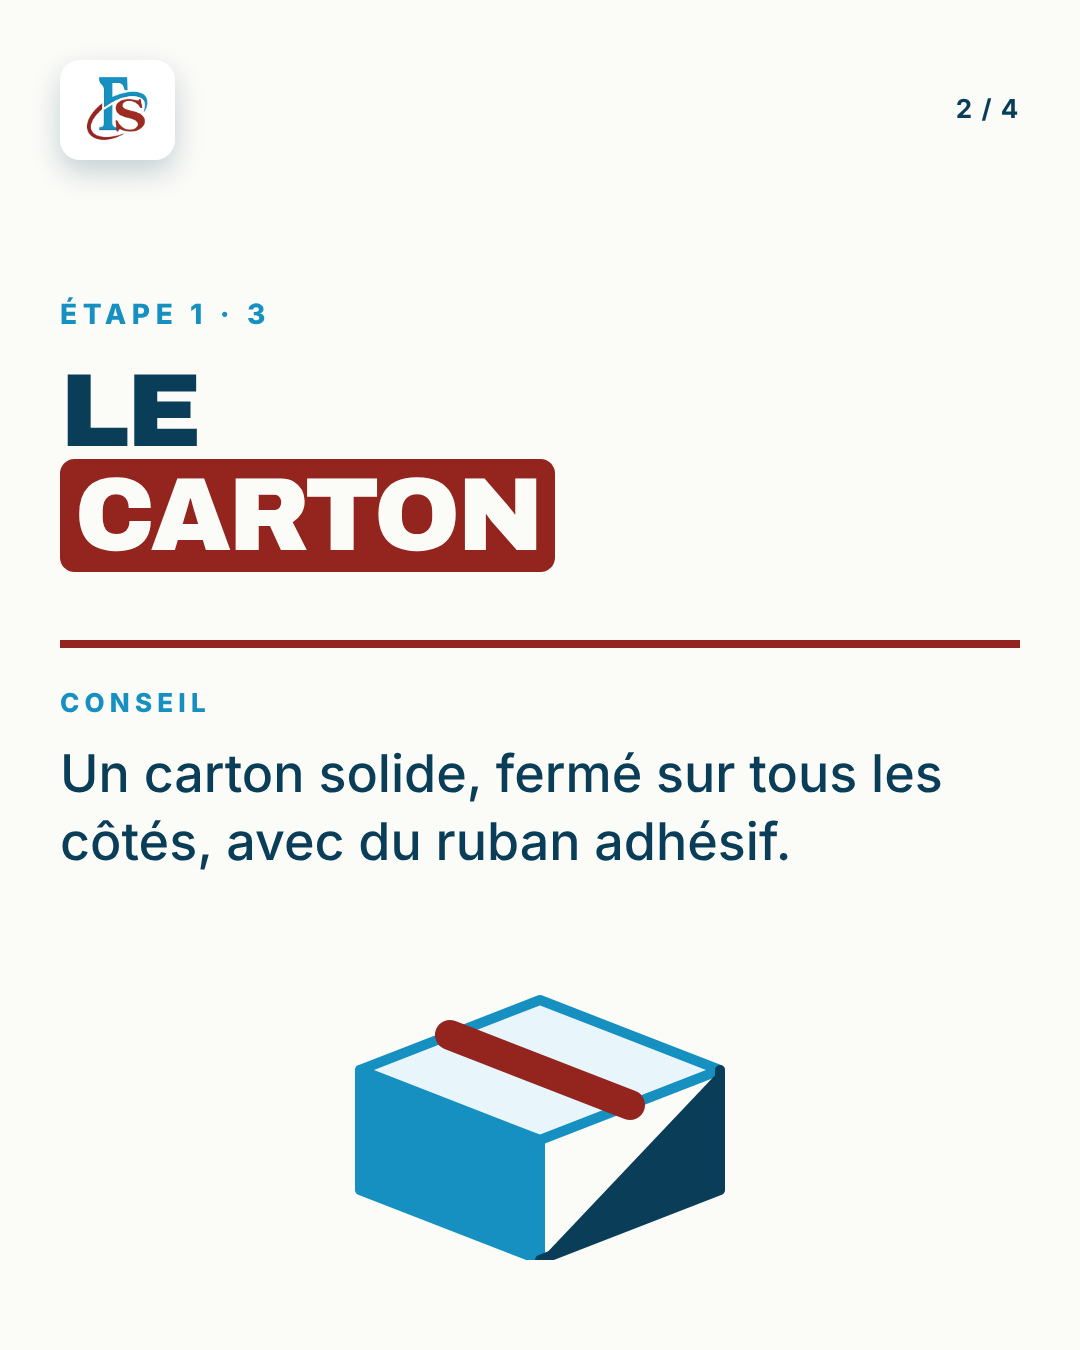 FS
2 / 4
ÉTAPE 1 · 3
LE
CARTON
CONSEIL
Un carton solide, fermé sur tous les
côtés, avec du ruban adhésif.